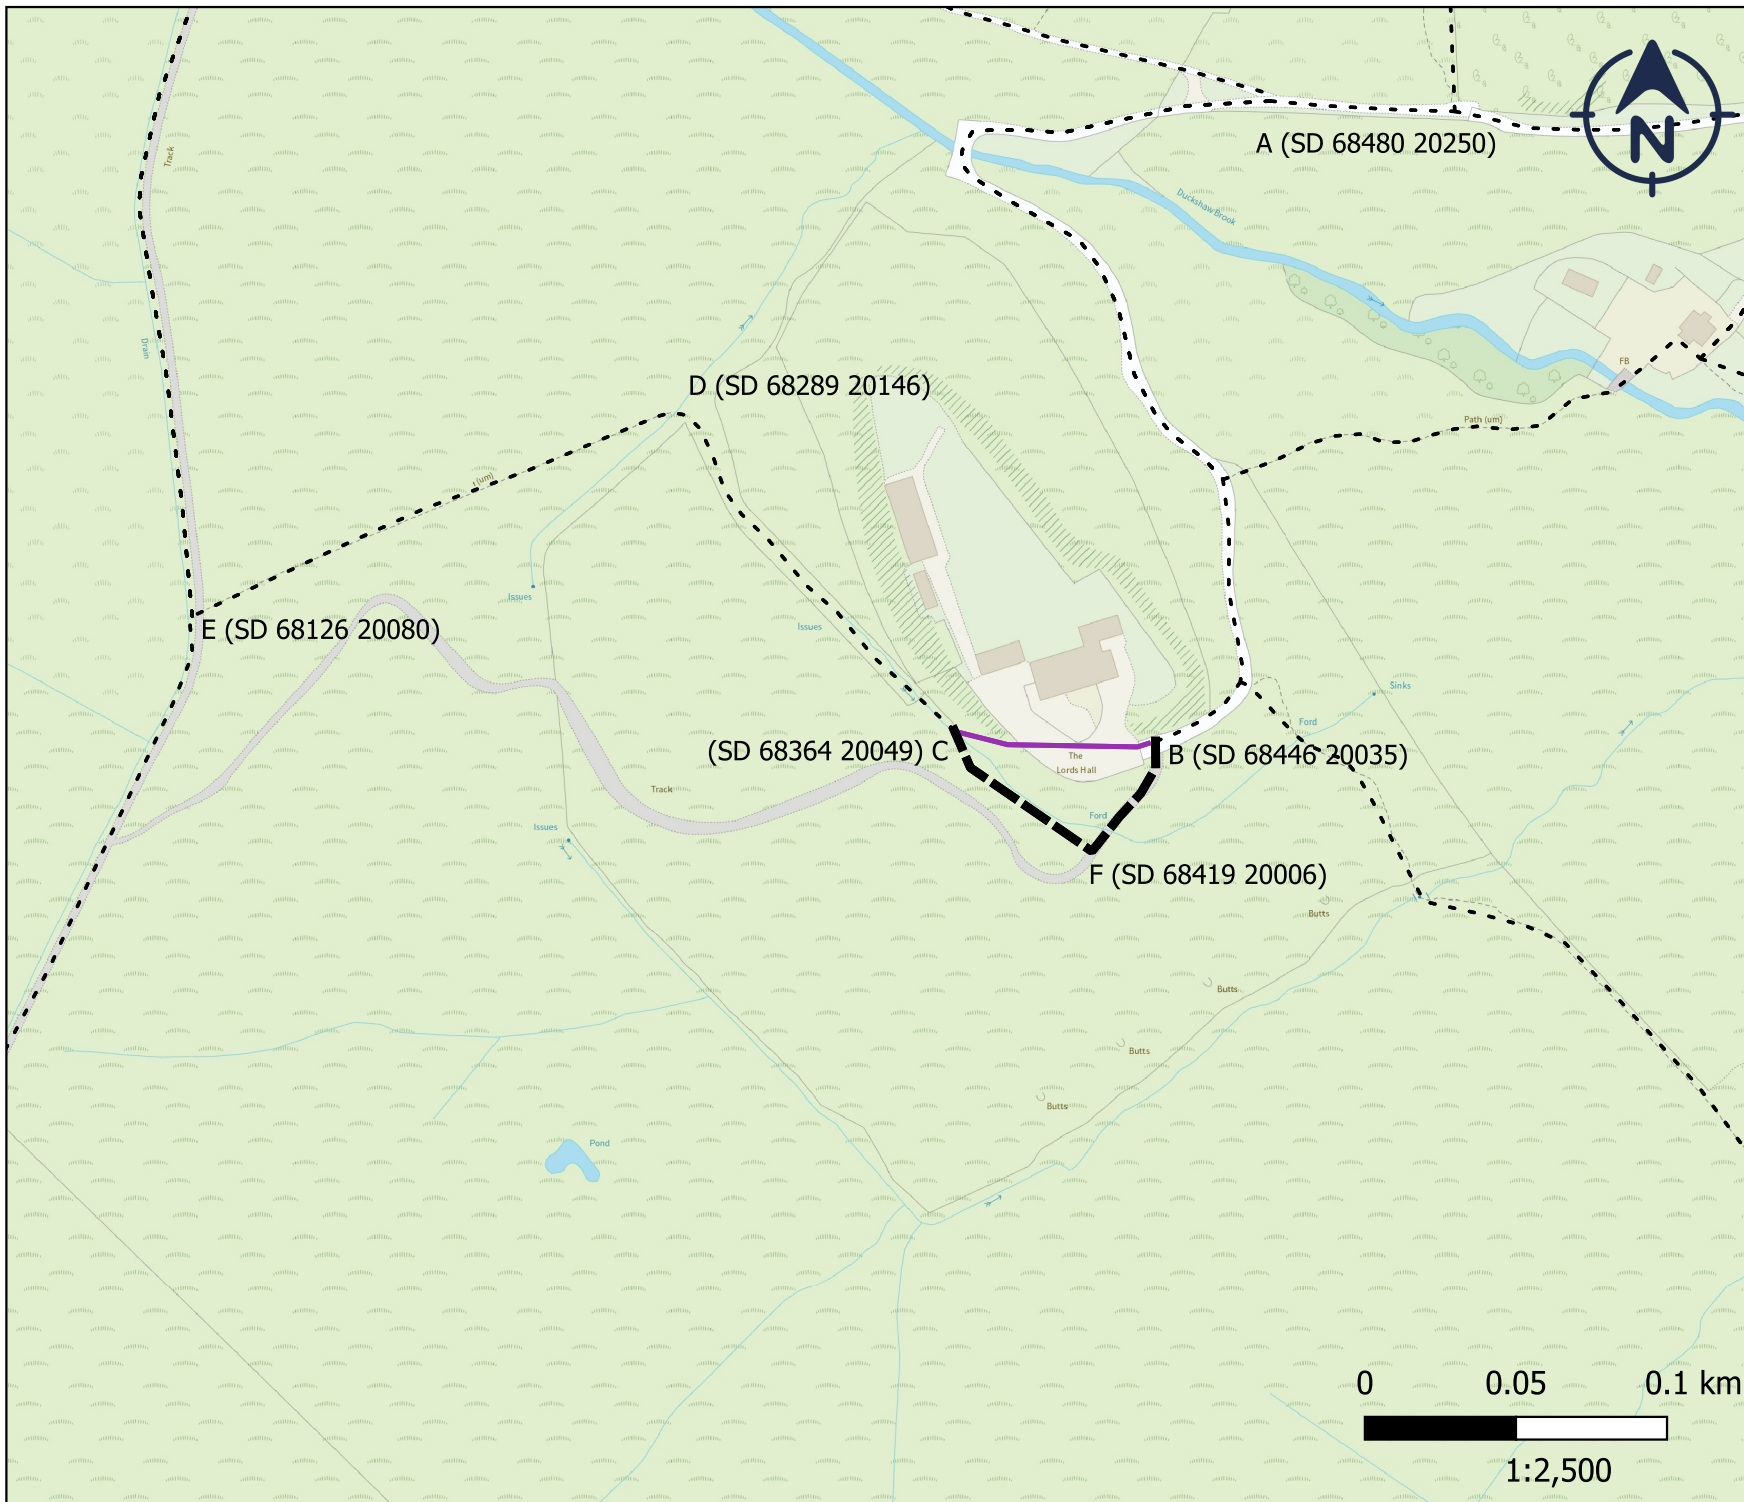 N
A (SD 68480 20250)
Track
Duckshaw Brook
Drain
FB
D (SD 68289 20146)
Path (um)
(um)
Issues
Issues
E (SD 68126 20080)
Sinks
Ford
(SD 68364 20049) C
The
Lords Hall
B (SD 68446 20035)
Track
Issues
Ford
F (SD 68419 20006)
Butts
Butts
Butts
Butts
Pond
0 0.05 0.1 km
1:2,500